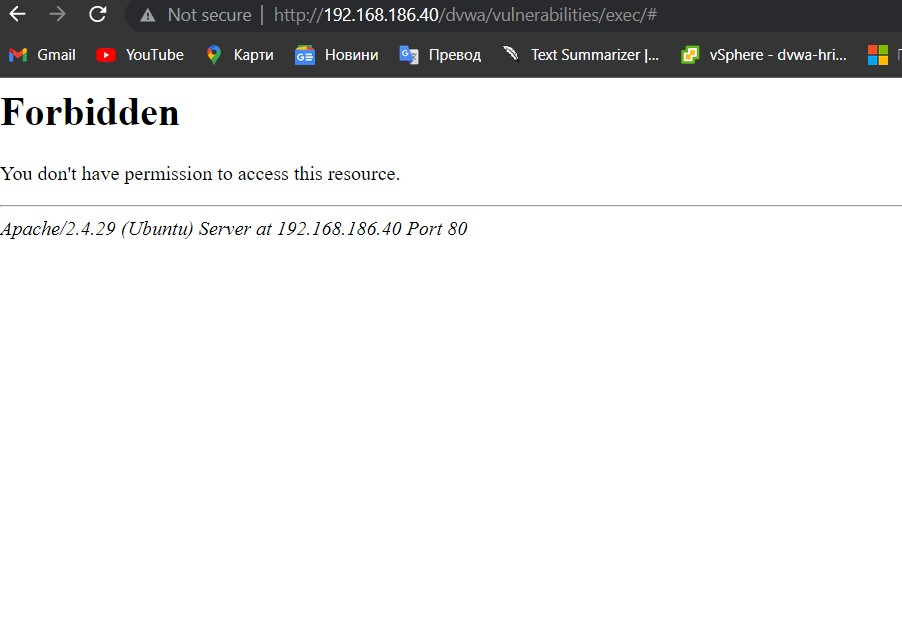 Not secure | http://192.168.186.40/dvwa/vulnerabilities/exec/#
Gmail YouTube Карти Новини Превод Text Summarizer |... vSphere - dvwa-hri...
Forbidden
You don't have permission to access this resource.
Apache/2.4.29 (Ubuntu) Server at 192.168.186.40 Port 80